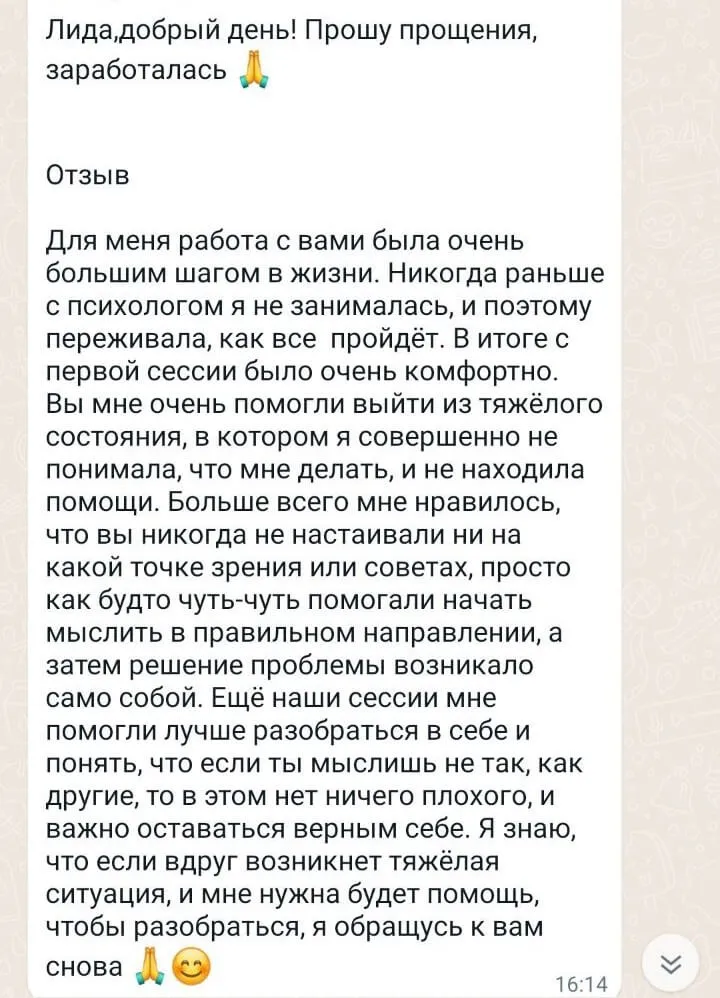 Лида,добрый день! Прошу прощения,
заработалась 🙏
Отзыв
Для меня работа с вами была очень
большим шагом в жизни. Никогда раньше
с психологом я не занималась, и поэтому
переживала, как все пройдёт. В итоге с
первой сессии было очень комфортно.
Вы мне очень помогли выйти из тяжёлого
состояния, в котором я совершенно не
понимала, что мне делать, и не находила
помощи. Больше всего мне нравилось,
что вы никогда не настаивали ни на
какой точке зрения или советах, просто
как будто чуть-чуть помогали начать
мыслить в правильном направлении, а
затем решение проблемы возникало
само собой. Ещё наши сессии мне
помогли лучше разобраться в себе и
понять, что если ты мыслишь не так, как
другие, то в этом нет ничего плохого, и
важно оставаться верным себе. Я знаю,
что если вдруг возникнет тяжёлая
ситуация, и мне нужна будет помощь,
чтобы разобраться, я обращусь к вам
снова 🙏😊
16:14